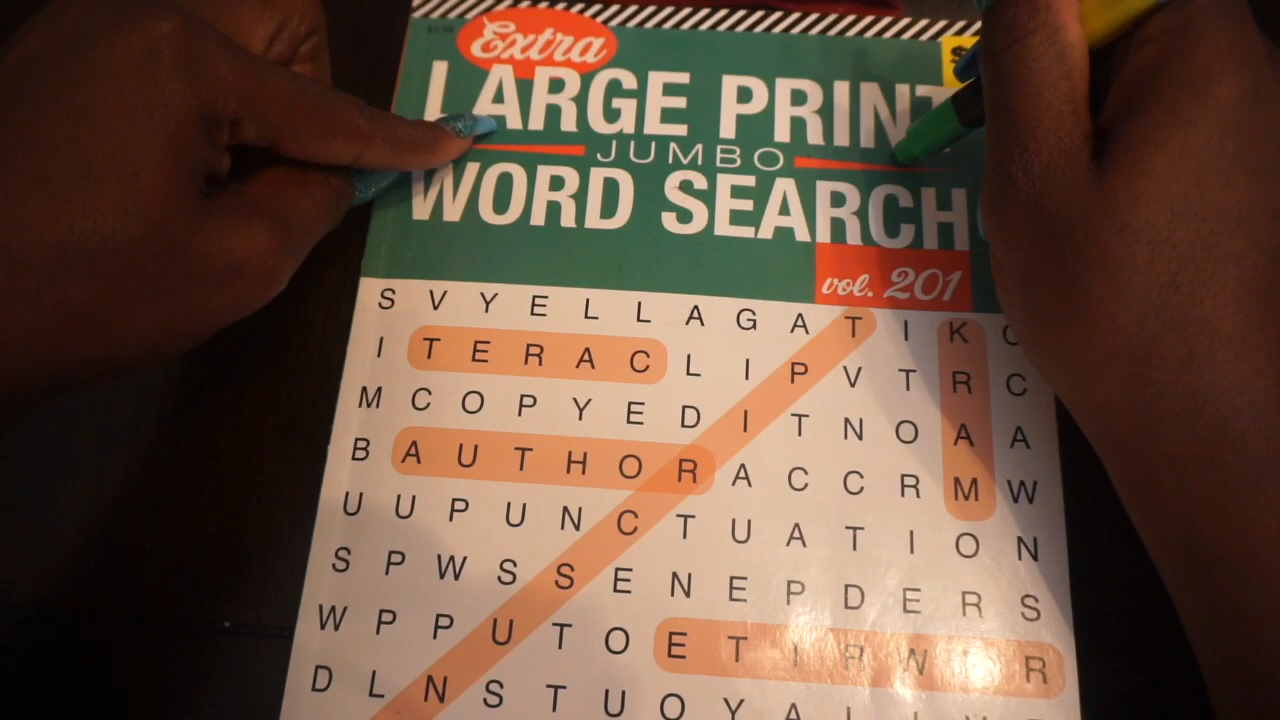 Extra
LARGE PRINT
JUMBO
WORD SEARCH
vol. 201
S V Y E L L A G A T I K C
I T E R A C L I P V T R C
M C O P Y E D I T N O A A
B A U T H O R A C C R M W
U U P U N C T U A T I O N
S P W S S E N E P D E R S
W P P U T O E T I R W R
D L N S T U O Y A L